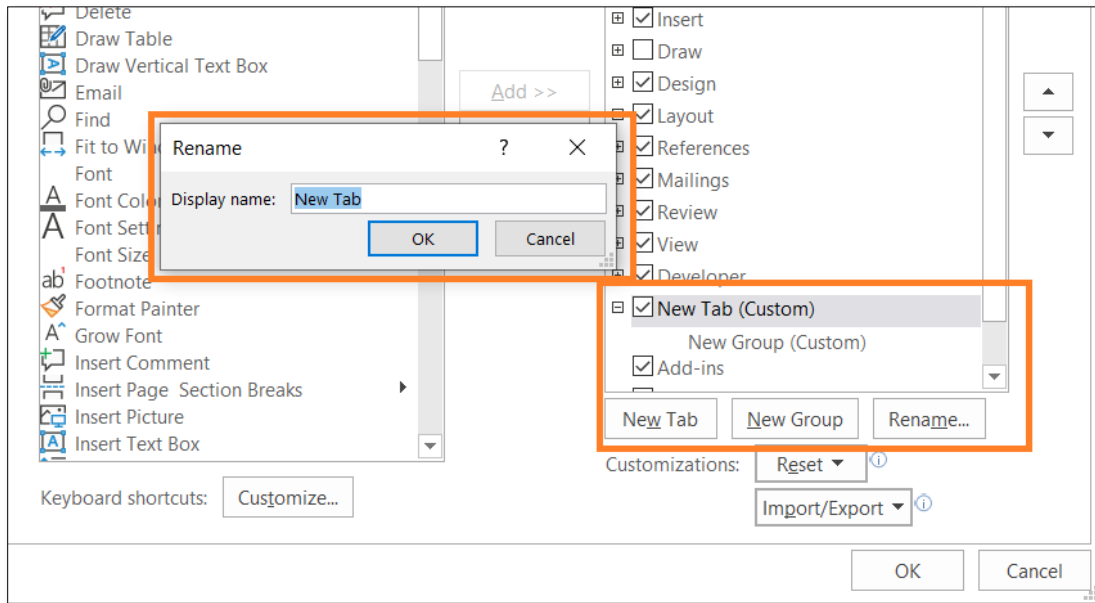 Delete
Draw Table
Draw Vertical Text Box
Email
Find
Fit to Win
Font
Font Colo
Font Setti
Font Size
Footnote
Format Painter
Grow Font
Insert Comment
Insert Page  Section Breaks
Insert Picture
Insert Text Box
Keyboard shortcuts: Customize...
Add >>
Rename ? 
Display name: New Tab
OK Cancel
Insert
Draw
Design
Layout
References
Mailings
Review
View
Developer
New Tab (Custom)
New Group (Custom)
Add-ins
New Tab New Group Rename...
Customizations: Reset
Import/Export
OK Cancel